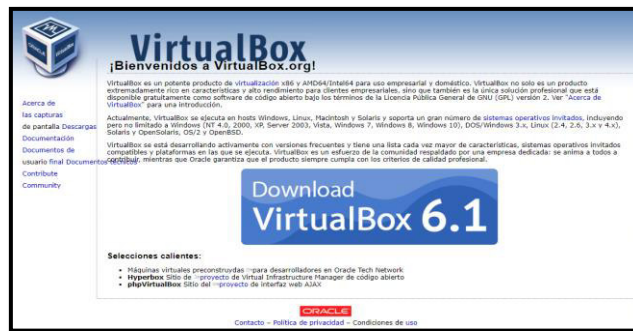 VirtualBox
¡Bienvenidos a VirtualBox.org!
VirtualBox es un potente producto de virtualización x86 y AMD64/Intel64 para uso empresarial y doméstico. VirtualBox no solo es un producto
extremadamente rico en características y alto rendimiento para clientes empresariales, sino que también es la única solución profesional que está
disponible gratuitamente como software de código abierto bajo los términos de la Licencia Pública General de GNU (GPL) versión 2. Ver "Acerca de
VirtualBox" para una introducción.
Actualmente, VirtualBox se ejecuta en hosts Windows, Linux, Macintosh y Solaris y soporta un gran número de sistemas operativos invitados, incluyendo
pero no limitado a Windows (NT 4.0, 2000, XP, Server 2003, Vista, Windows 7, Windows 8, Windows 10), DOS/Windows 3.x, Linux (2.4, 2.6, 3.x y 4.x),
Solaris y OpenSolaris, OS/2 y OpenBSD.
VirtualBox se está desarrollando activamente con versiones frecuentes y tiene una lista cada vez mayor de características, sistemas operativos invitados
compatibles y plataformas en las que se ejecuta. VirtualBox es un esfuerzo de la comunidad respaldado por una empresa dedicada: se anima a todos a
contribuir, mientras que Oracle garantiza que el producto siempre cumpla con los criterios de calidad profesional.
Acerca de
las capturas
de pantalla Descargas
Documentación
Documentos de
usuario final Documentos técnicos
Contribute
Community
Download
VirtualBox 6.1
Selecciones calientes:
Máquinas virtuales preconstruydas para desarrolladores en Oracle Tech Network
Hyperbox Sitio de proyecto de Virtual Infrastructure Manager de código abierto
phpVirtualBox Sitio del proyecto de interfaz web AJAX
ORACLE
Contacto – Política de privacidad – Condiciones de uso